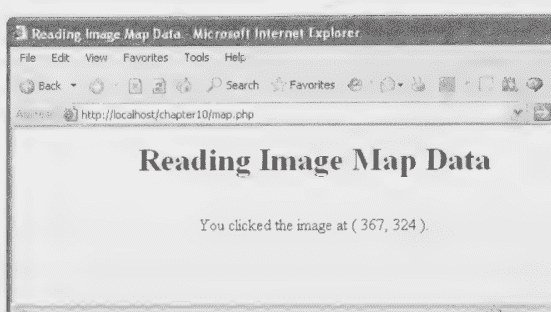 Reading Image Map Data - Microsoft Internet Explorer
File Edit View Favorites Tools Help
Back Search Favorites
Address http://localhost/chapter10/map.php
Reading Image Map Data
You clicked the image at ( 367, 324 ).